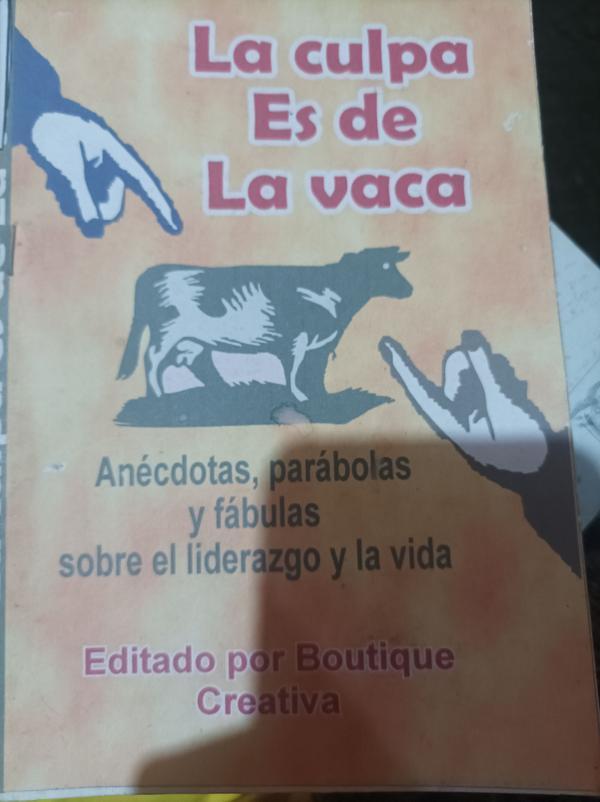 La culpa
Es de
La vaca
Anécdotas, parábolas
y fábulas
sobre el liderazgo y la vida
Editado por Boutique
Creativa